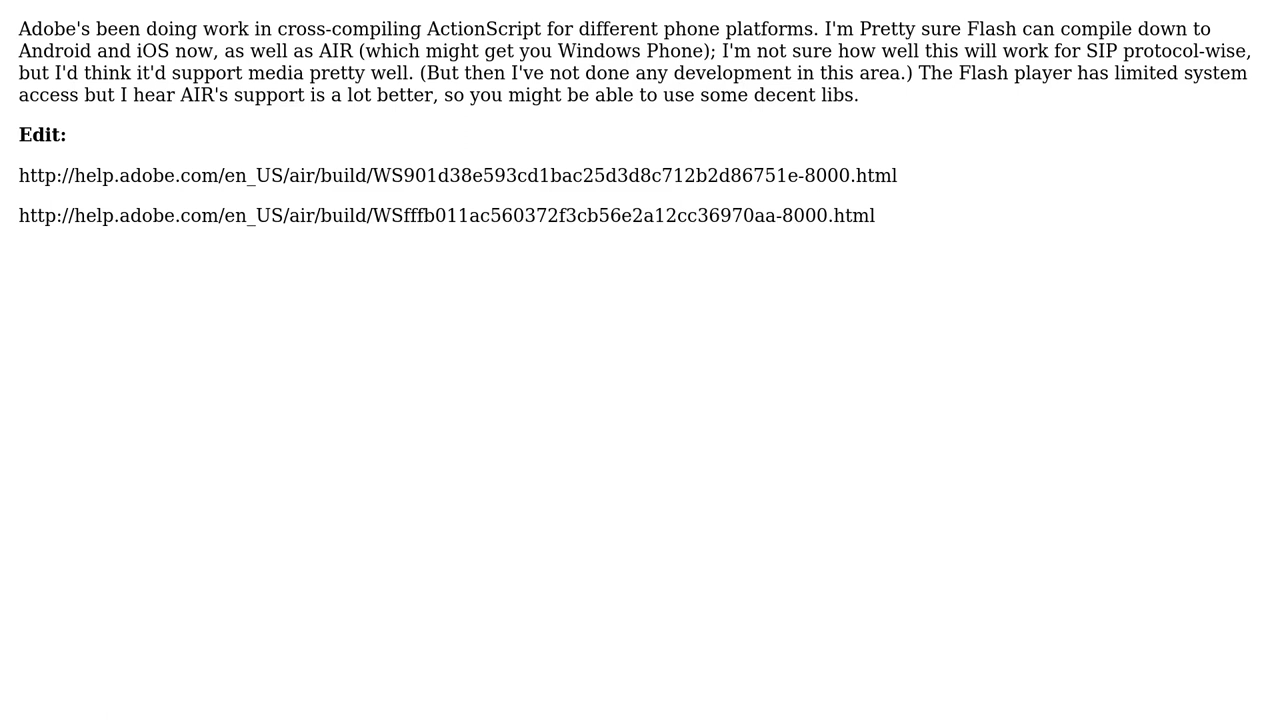 Adobe's been doing work in cross-compiling ActionScript for different phone platforms. I'm Pretty sure Flash can compile down to
Android and iOS now, as well as AIR (which might get you Windows Phone); I'm not sure how well this will work for SIP protocol-wise,
but I'd think it'd support media pretty well. (But then I've not done any development in this area.) The Flash player has limited system
access but I hear AIR's support is a lot better, so you might be able to use some decent libs.
Edit:
http://help.adobe.com/en_US/air/build/WS901d38e593cd1bac25d3d8c712b2d86751e-8000.html
http://help.adobe.com/en_US/air/build/WSfffb011ac560372f3cb56e2a12cc36970aa-8000.html